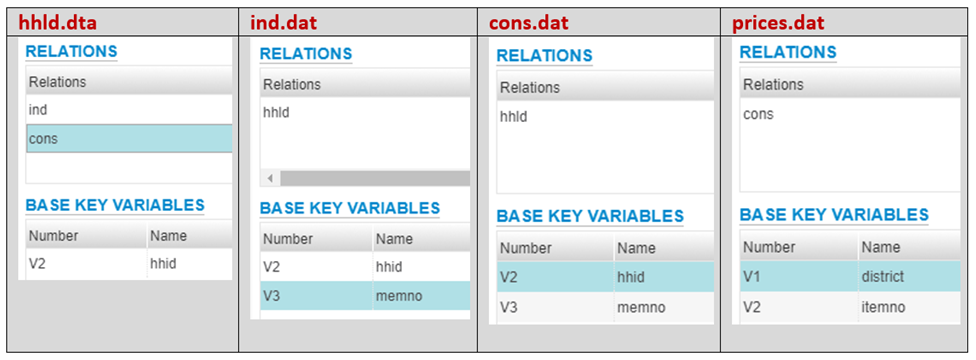 hhld.dta
RELATIONS
Relations
ind
cons
BASE KEY VARIABLES
Number Name
V2 hhid
ind.dat
RELATIONS
Relations
hhld
BASE KEY VARIABLES
Number Name
V2 hhid
V3 memno
cons.dat
RELATIONS
Relations
hhld
BASE KEY VARIABLES
Number Name
V2 hhid
V3 memno
prices.dat
RELATIONS
Relations
cons
BASE KEY VARIABLES
Number Name
V1 district
V2 itemno